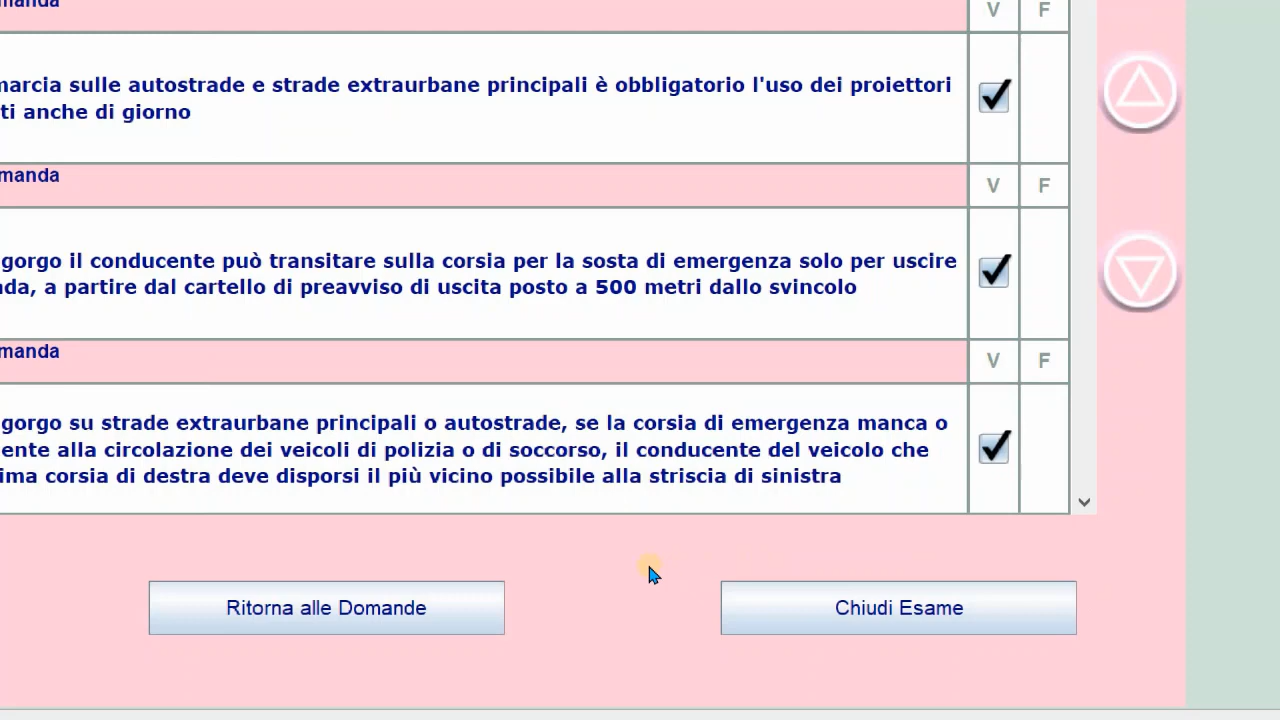 manda
V F
marcia sulle autostrade e strade extraurbane principali è obbligatorio l'uso dei proiettori
ti anche di giorno
manda
V F
gorgo il conducente può transitare sulla corsia per la sosta di emergenza solo per uscire
da, a partire dal cartello di preavviso di uscita posto a 500 metri dallo svincolo
manda
V F
gorgo su strade extraurbane principali o autostrade, se la corsia di emergenza manca o
ente alla circolazione dei veicoli di polizia o di soccorso, il conducente del veicolo che
ima corsia di destra deve disporsi il più vicino possibile alla striscia di sinistra
Ritorna alle Domande
Chiudi Esame